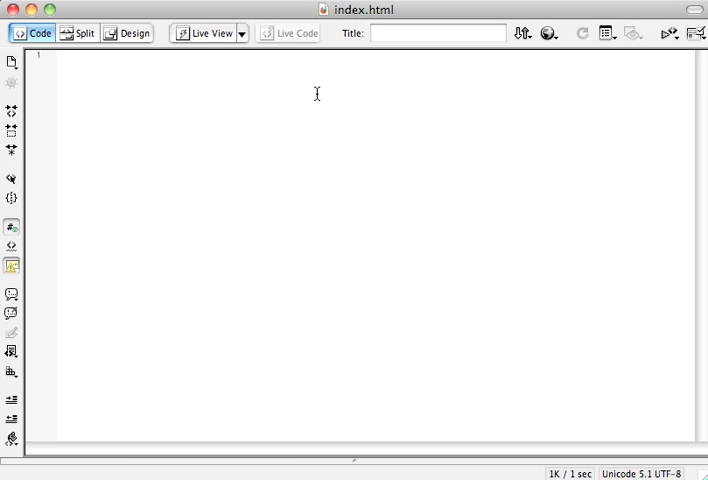 index.html
Code Split Design Live View Live Code Title:
1
1K / 1 sec Unicode 5.1 UTF-8